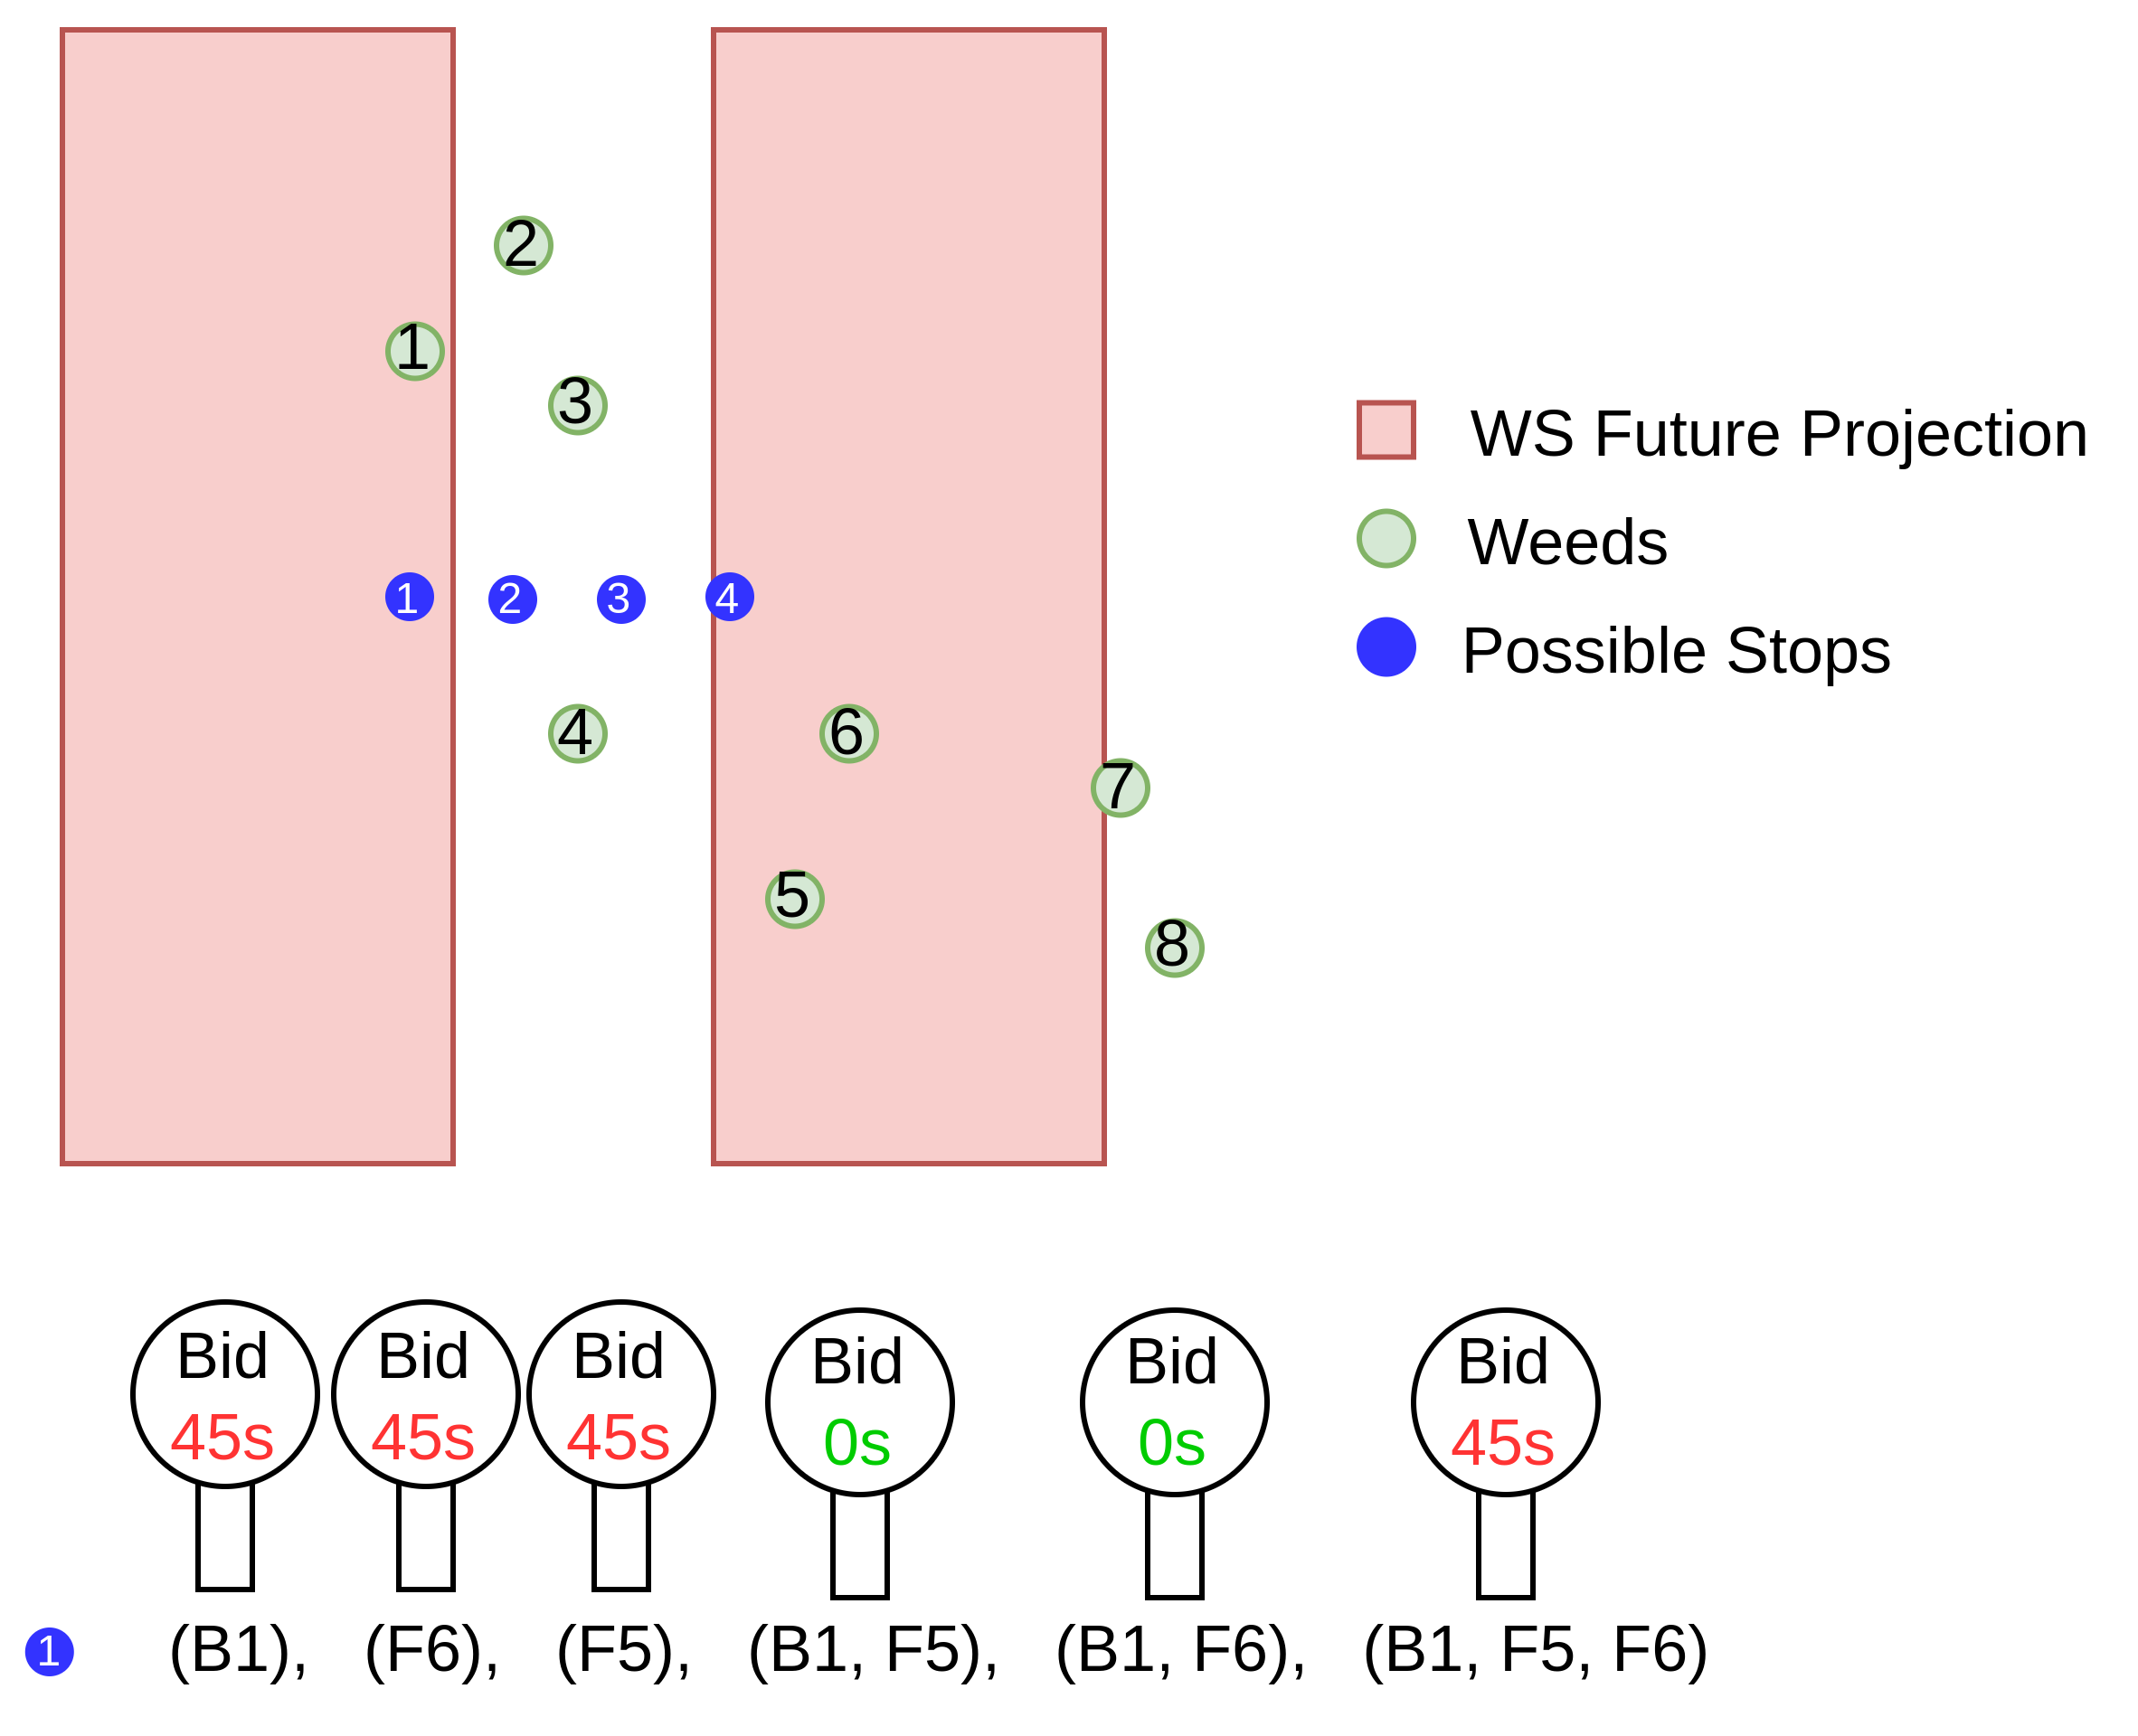 2
1
3
WS Future Projection
Weeds
1 2 3 4
Possible Stops
4 6
7
5
8
Bid Bid Bid Bid Bid Bid
45s 45s 45s 0s 0s 45s
1 (B1), (F6), (F5), (B1, F5), (B1, F6), (B1, F5, F6)